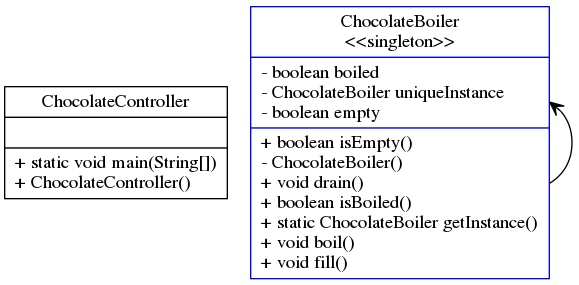 ChocolateController
+ static void main(String[])
+ ChocolateController()
ChocolateBoiler
<<singleton>>
- boolean boiled
- ChocolateBoiler uniqueInstance
- boolean empty
+ boolean isEmpty()
- ChocolateBoiler()
+ void drain()
+ boolean isBoiled()
+ static ChocolateBoiler getInstance()
+ void boil()
+ void fill()